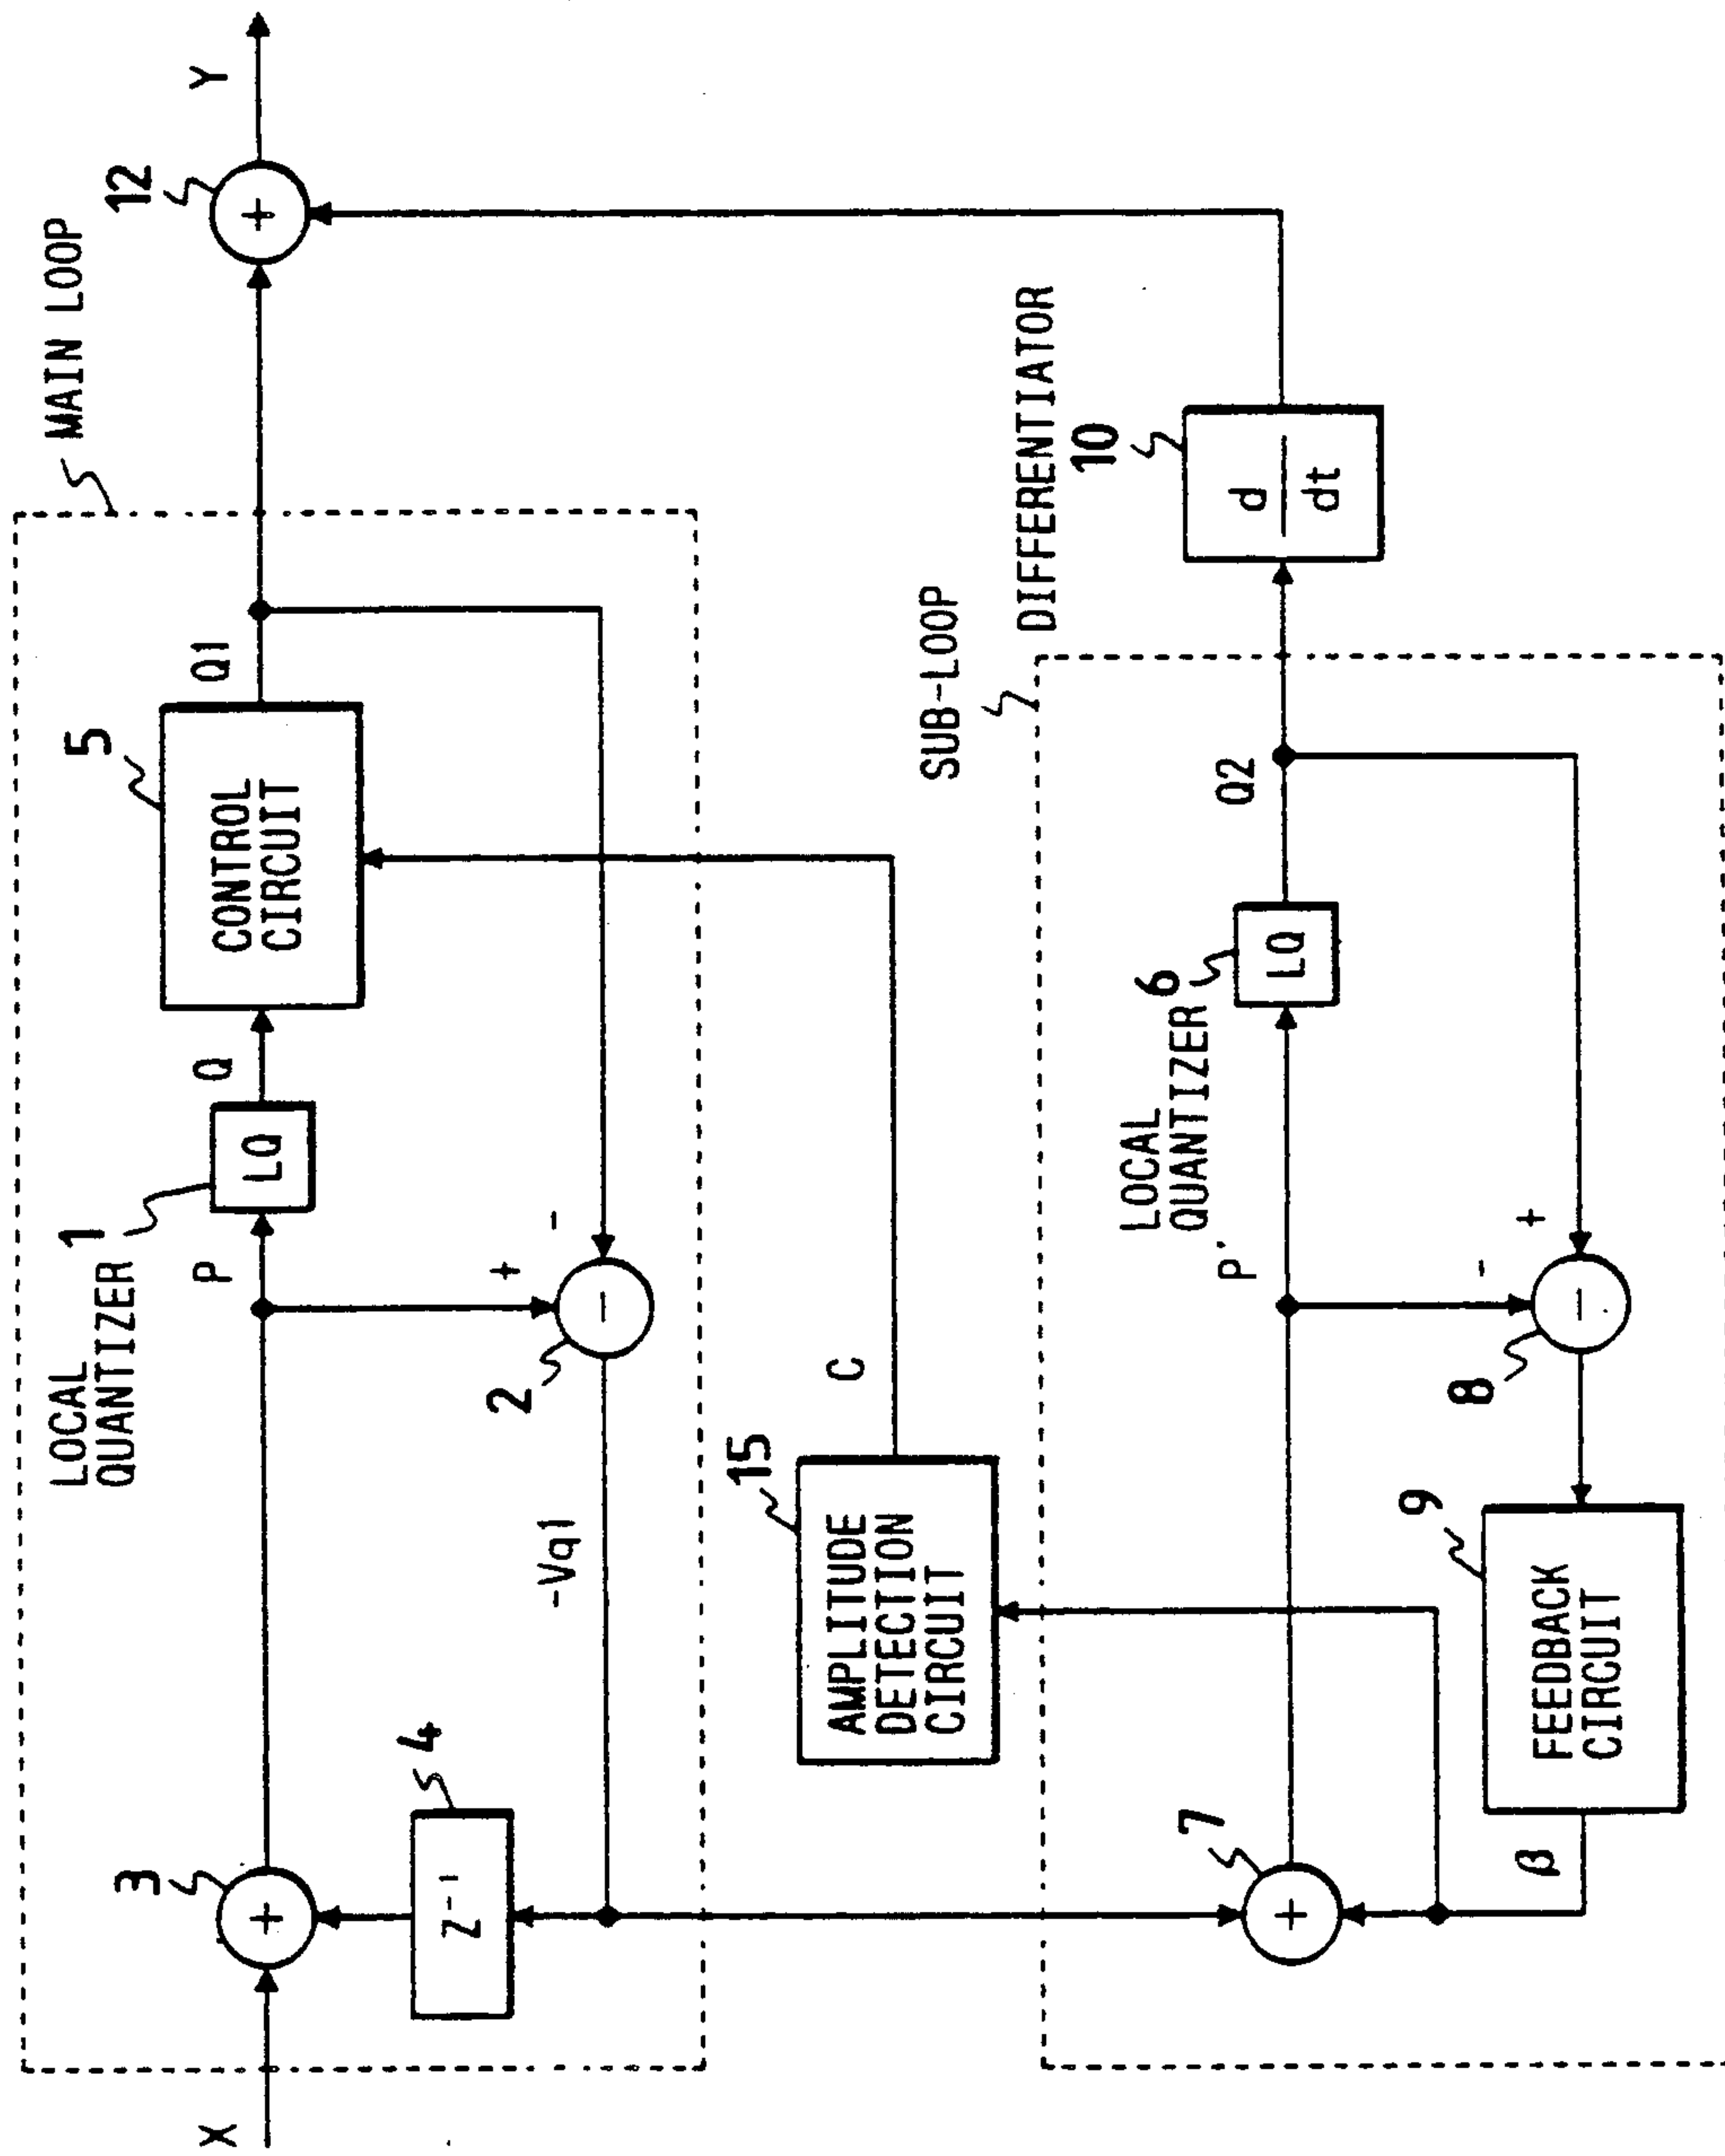 MAIN LOOP
12
Y
5
LOCAL
QUANTIZER 1
3
P
LQ
Q
CONTROL
CIRCUIT
Q1
+
+
X
4
Z⁻¹
2
+
-
-
-Vq1
15
AMPLITUDE
DETECTION
CIRCUIT
C
SUB-LOOP
DIFFERENTIATOR
10
d
dt
LOCAL
QUANTIZER 6
7
P'
LQ
Q2
+
-
+
8
-
9
FEEDBACK
CIRCUIT
β